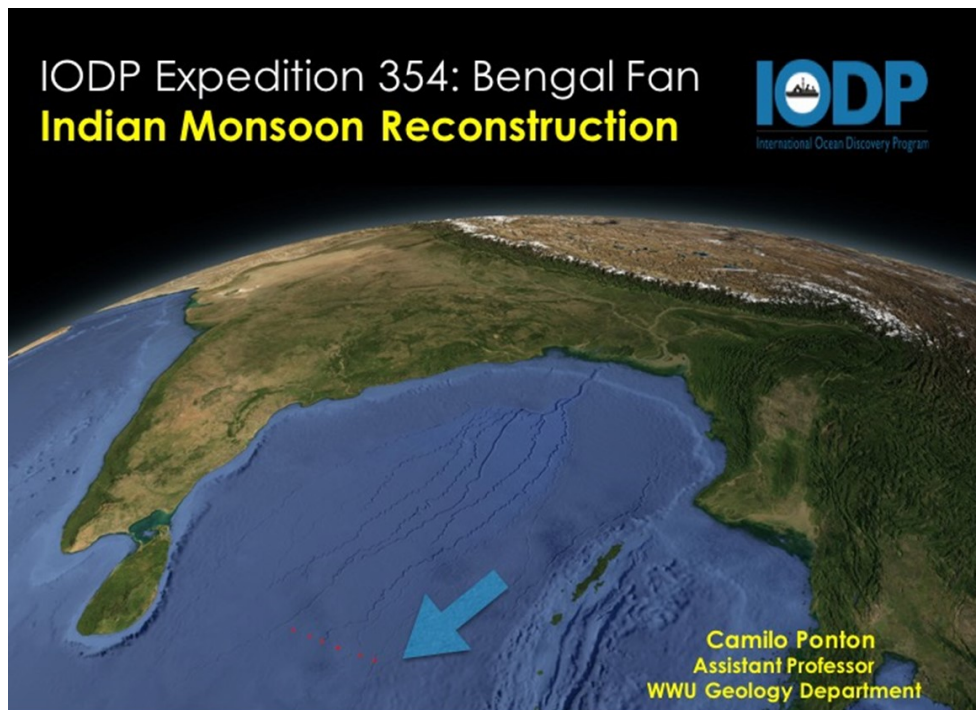 IODP Expedition 354: Bengal Fan
Indian Monsoon Reconstruction
IODP
International Ocean Discovery Program
Camilo Ponton
Assistant Professor
WWU Geology Department